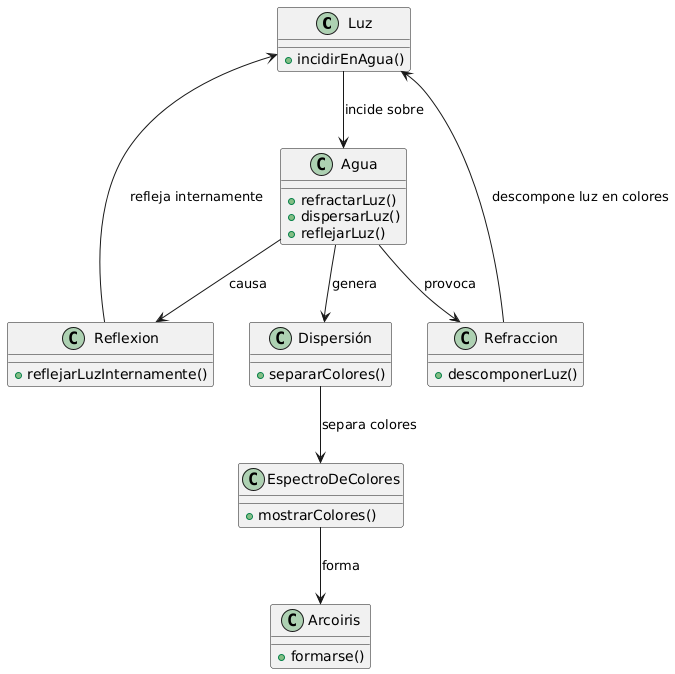 C Luz
incidirEnAgua()
incide sobre
C Agua
refractarLuz()
dispersarLuz()
reflejarLuz()
refleja internamente
descompone luz en colores
causa
genera
provoca
C Reflexion
reflejarLuzInternamente()
C Dispersión
separarColores()
C Refraccion
descomponerLuz()
separa colores
C EspectroDeColores
mostrarColores()
forma
C Arcoiris
formarse()